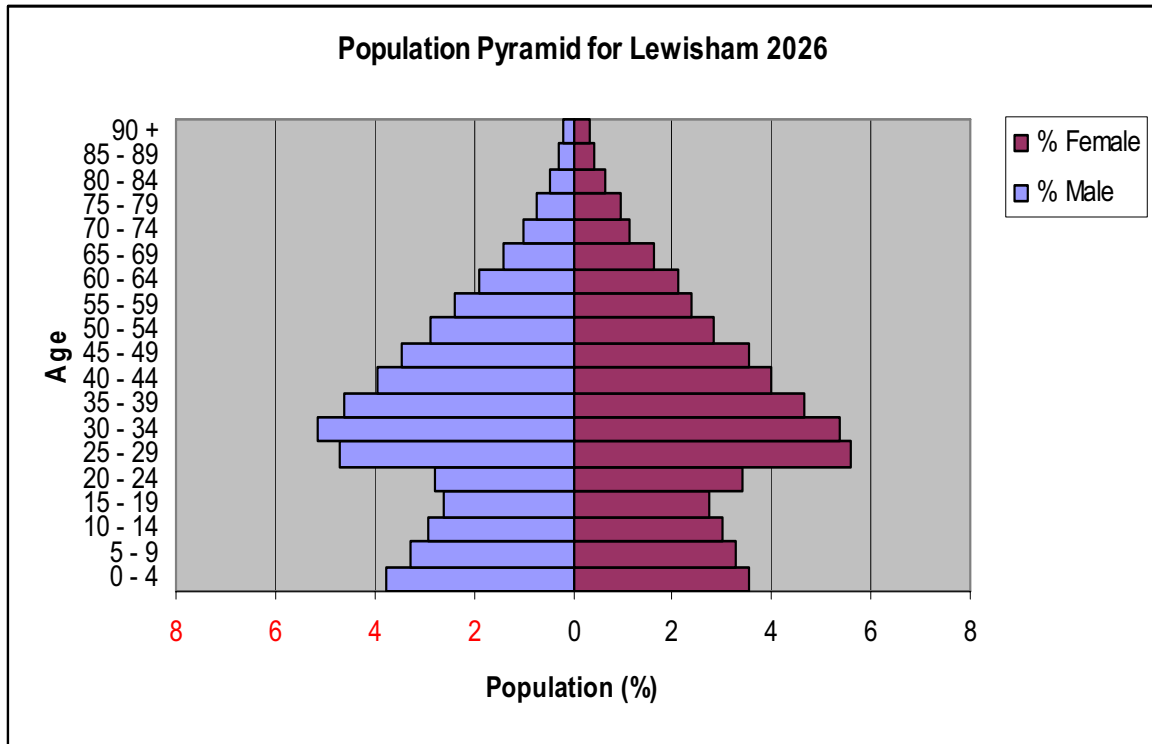 Population Pyramid for Lewisham 2026
90 +
85 - 89
80 - 84
75 - 79
70 - 74
65 - 69
60 - 64
55 - 59
50 - 54
45 - 49
40 - 44
35 - 39
30 - 34
25 - 29
20 - 24
15 - 19
10 - 14
5 - 9
0 - 4
Age
8 6 4 2 0 2 4 6 8
Population (%)
% Female
% Male